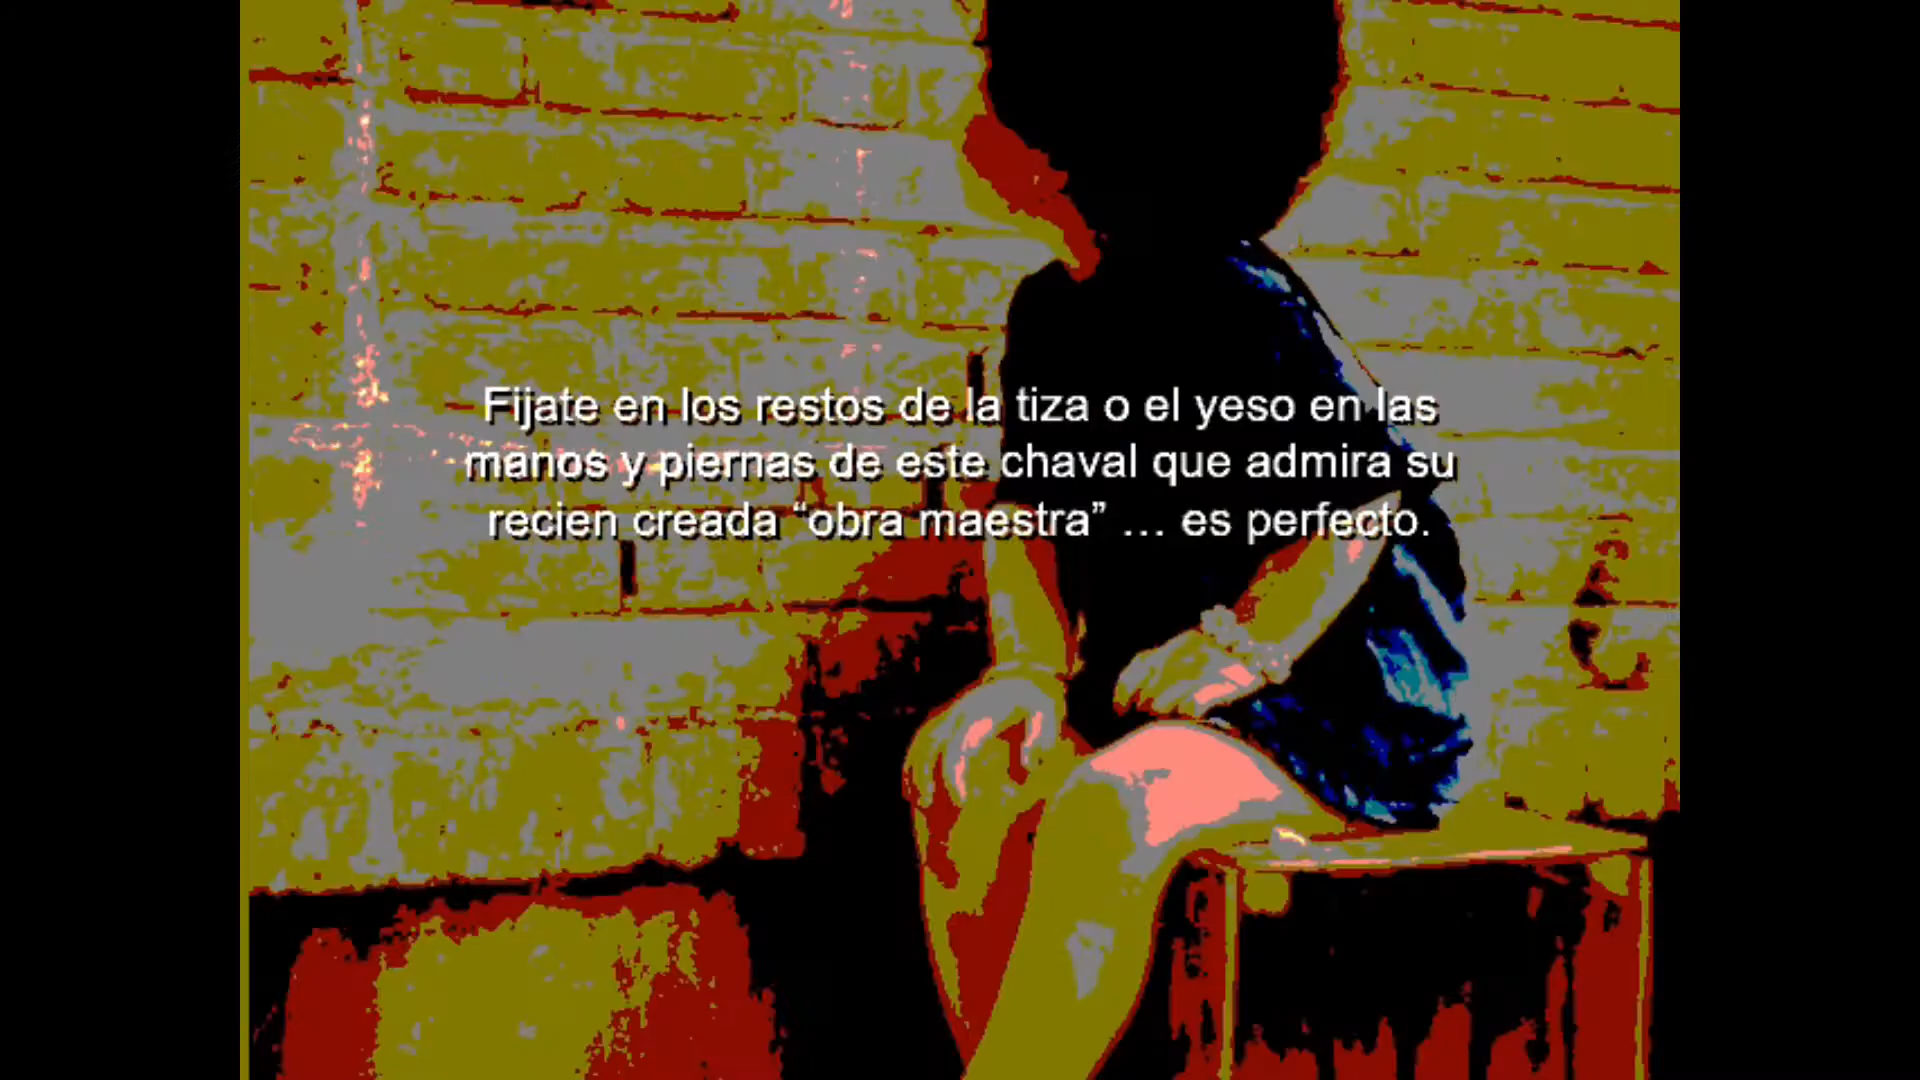 Fijate en los restos de la tiza o el yeso en las
manos y piernas de este chaval que admira su
recien creada “obra maestra” … es perfecto.